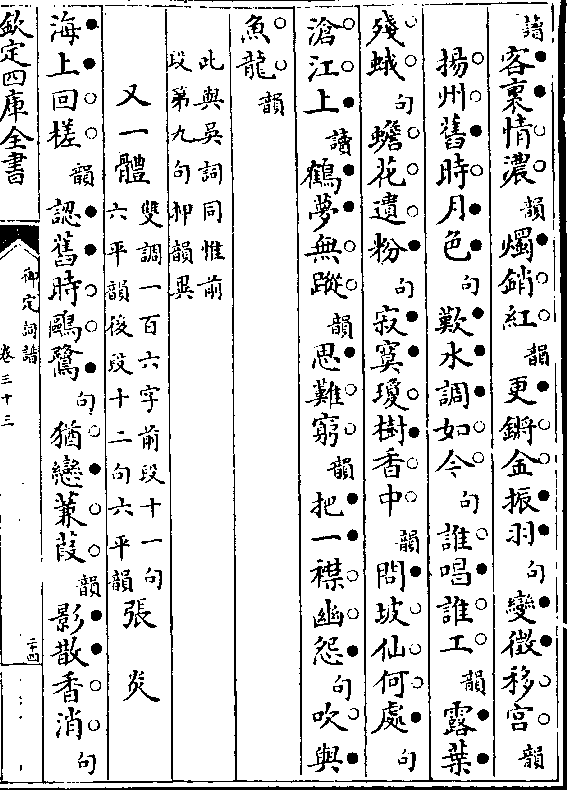 讀客裏情濃韻燭銷紅韻更鏘金振羽句變徵移宮韻
揚州舊時月色句歎水調如今句誰唱誰工韻露葉
殘蛾句蟾花遺粉句寂寞瓊樹香中韻問坡仙何處句
滄江上讀鶴夢無蹤韻思難窮韻把一襟幽怨句吹與
魚龍韻
此與吳詞同惟前
段第九句押韻異
又一體
雙調一百六字前段十一句
六平韻後段十二句六平韻
張炎
海上回槎韻認舊時鷗鷺句猶戀蒹葭韻影散香消句
欽定四庫全書
御定詞譜
卷三十三
二十四